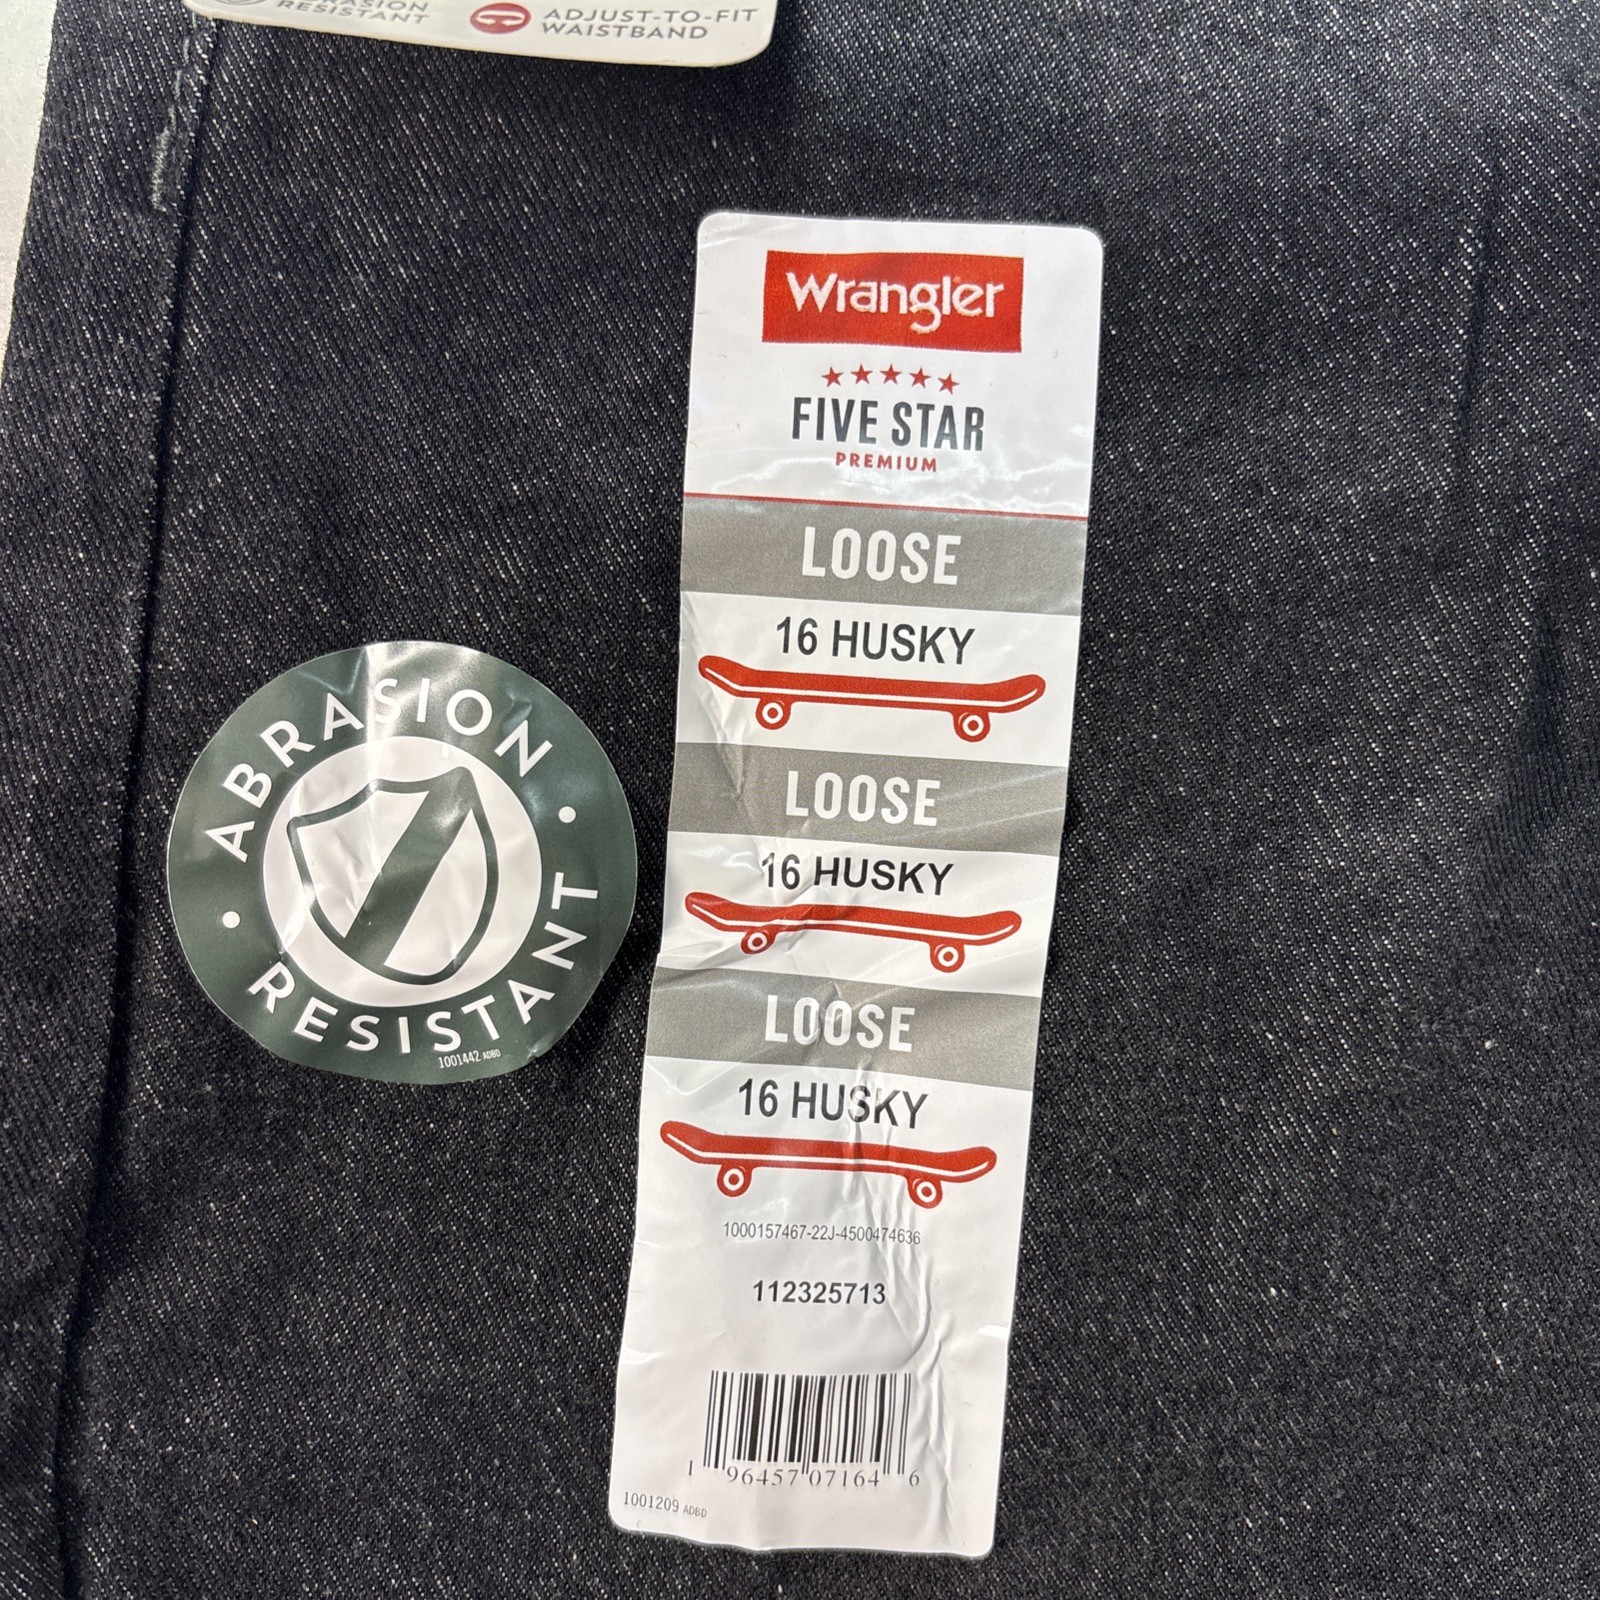 RESISTANT
ADJUST-TO-FIT
WAISTBAND
Wrangler
FIVE STAR
PREMIUM
LOOSE
16 HUSKY
LOOSE
16 HUSKY
LOOSE
16 HUSKY
1000157467-22J-4500474636
112325713
1 96457 07164 6
1001209 ADBD
ABRASION
RESISTANT
1001442 ADBD